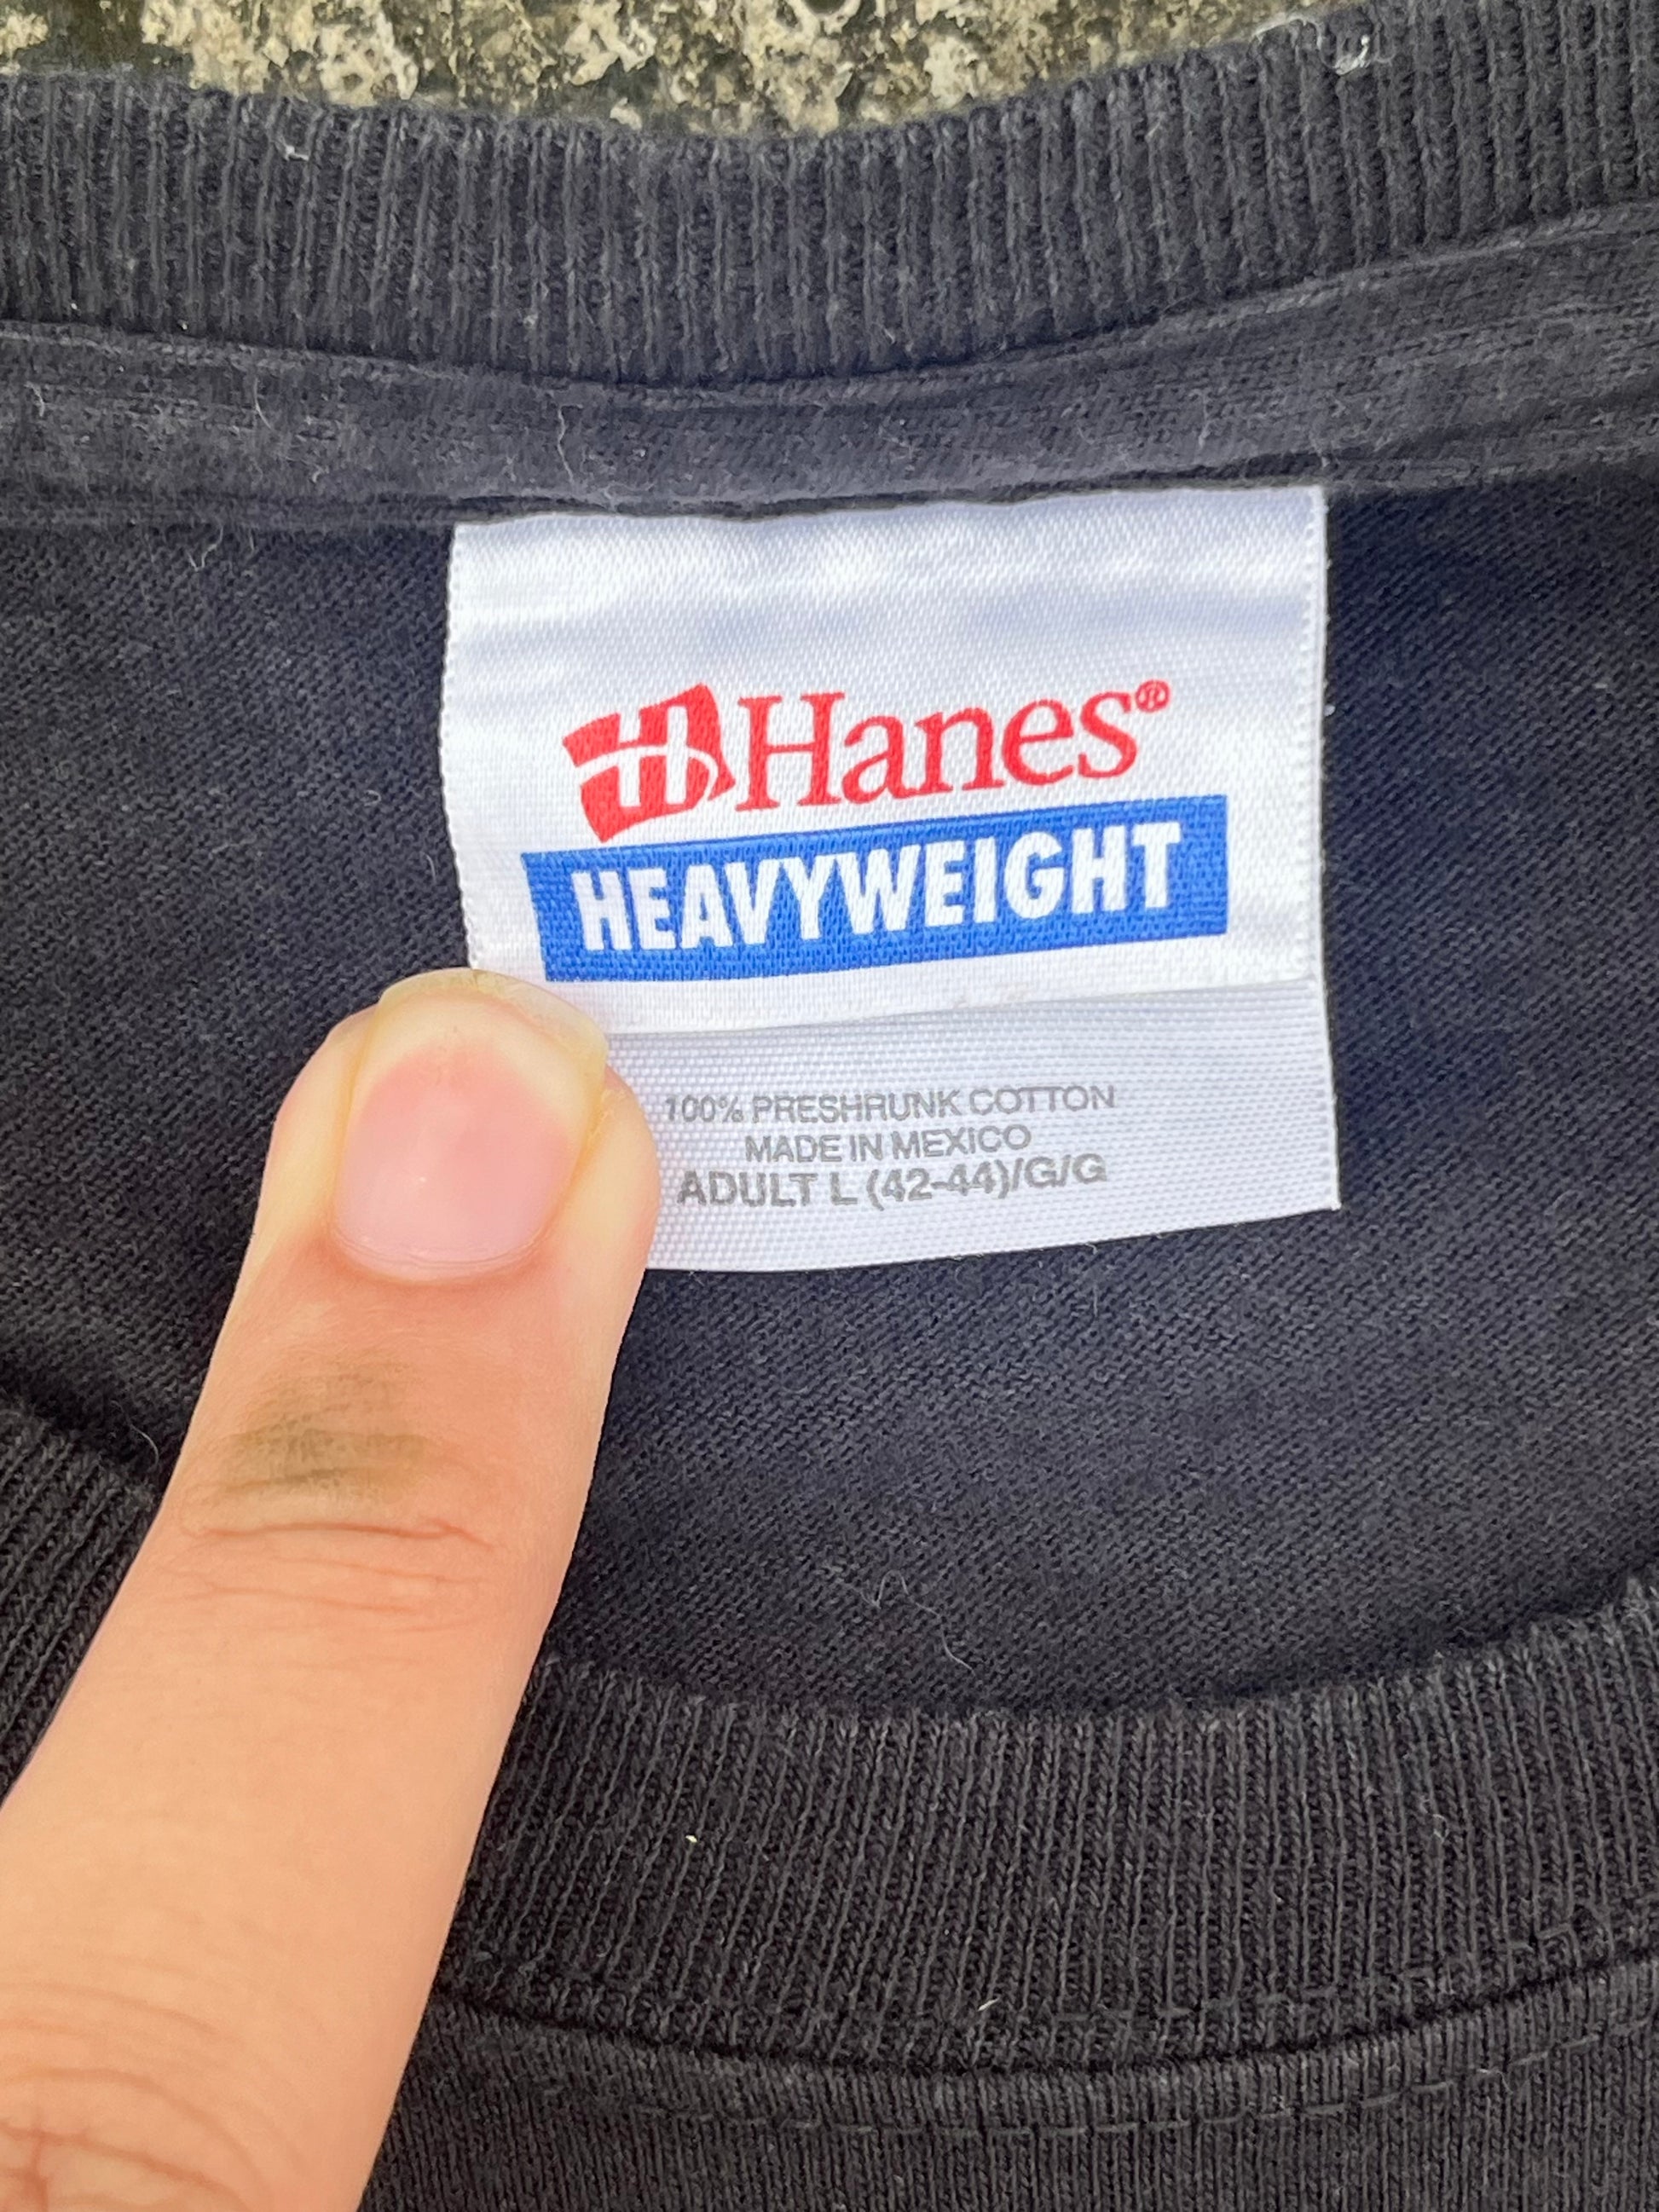 Hanes®
HEAVYWEIGHT
100% PRESHRUNK COTTON
MADE IN MEXICO
ADULT L (42-44)/G/G